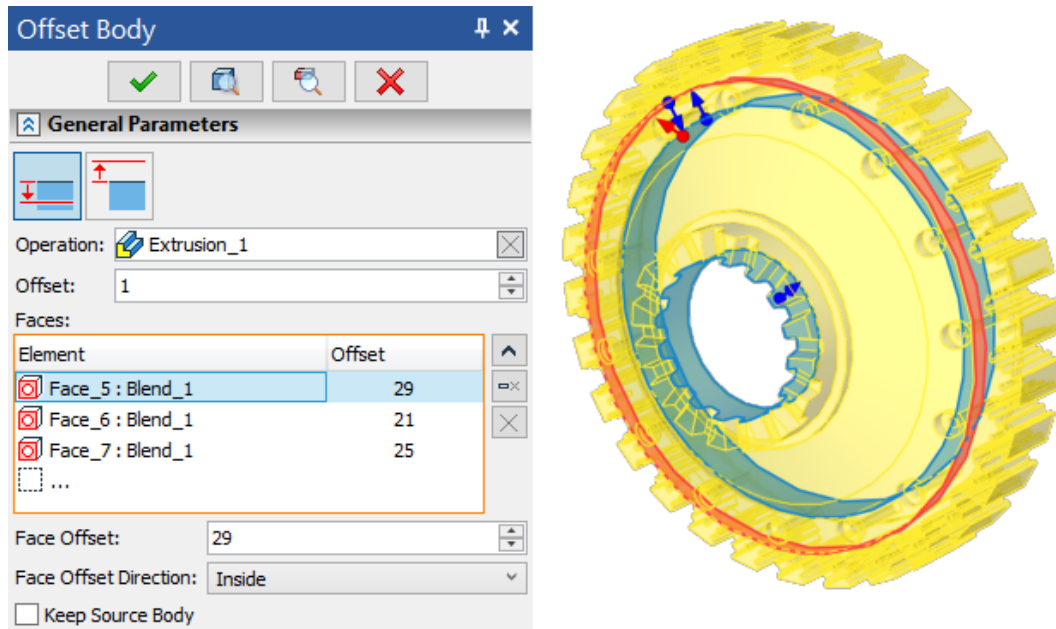 Offset Body
General Parameters
Operation: Extrusion_1
Offset: 1
Faces:
Element Offset
Face_5 : Blend_1 29
Face_6 : Blend_1 21
Face_7 : Blend_1 25
...
Face Offset: 29
Face Offset Direction: Inside
Keep Source Body